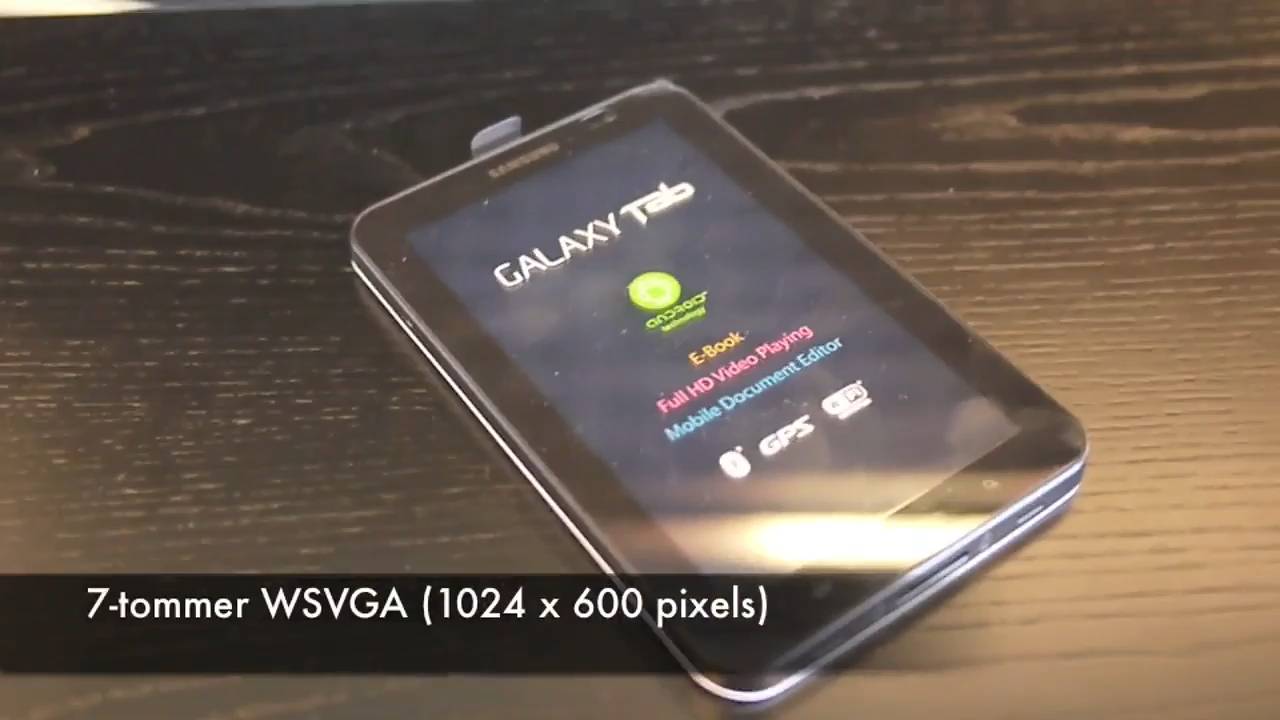 SAMSUNG
GALAXY Tab
android
technology
E-Book
Full HD Video Playing
Mobile Document Editor
GPS
7-tommer WSVGA (1024 x 600 pixels)